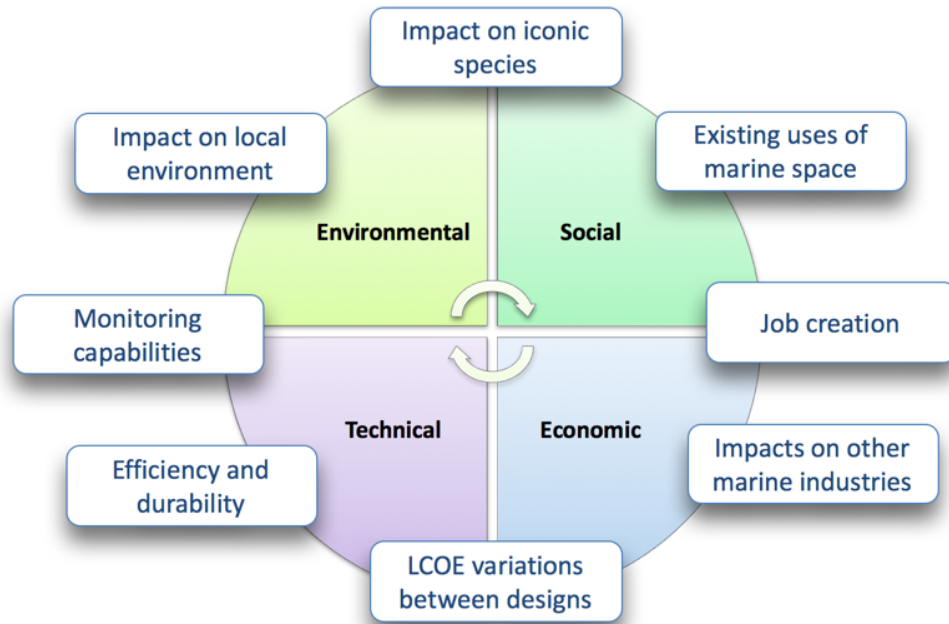 Impact on iconic
species
Impact on local
environment
Existing uses of
marine space
Environmental
Social
Monitoring
capabilities
Job creation
Technical
Economic
Efficiency and
durability
Impacts on other
marine industries
LCOE variations
between designs